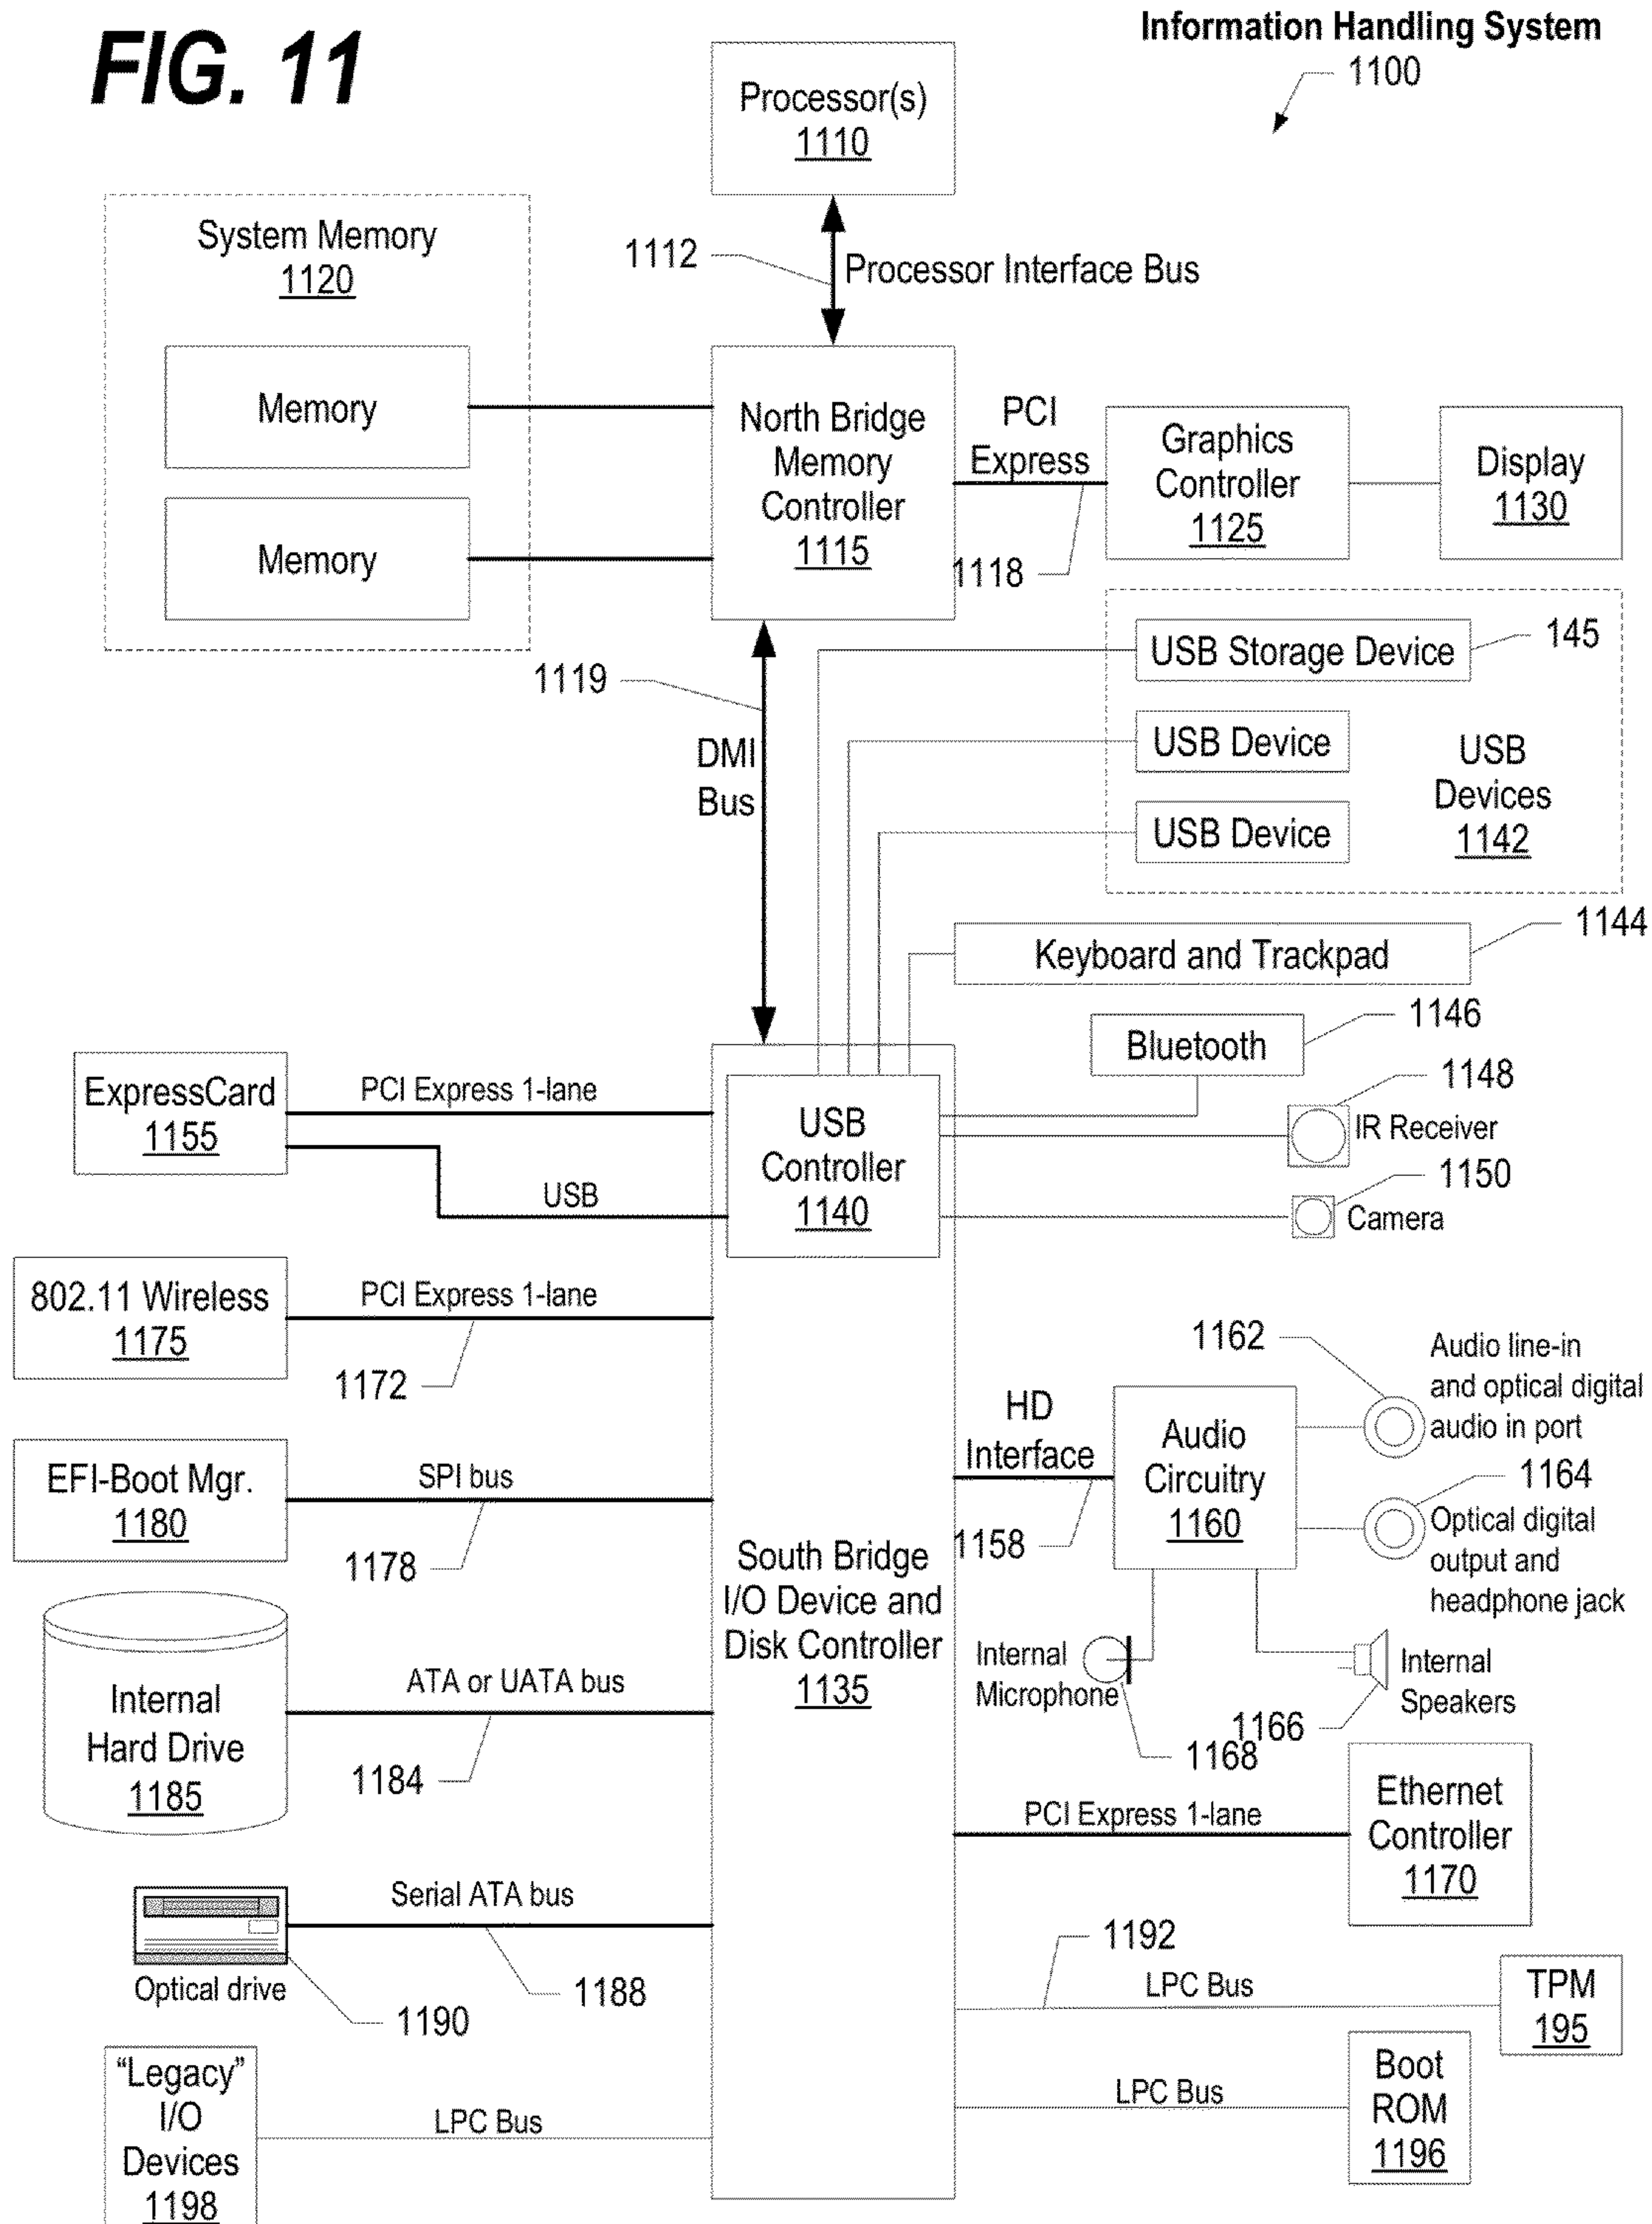 FIG. 11
Information Handling System
1100
Processor(s)
1110
System Memory
1120
1112
Processor Interface Bus
Memory
Memory
North Bridge
Memory
Controller
1115
PCI
Express
1118
Graphics
Controller
1125
Display
1130
1119
DMI
Bus
USB Storage Device
145
USB Device
USB Device
USB
Devices
1142
Keyboard and Trackpad
1144
Bluetooth
1146
1148
IR Receiver
1150
Camera
ExpressCard
1155
PCI Express 1-lane
USB
USB
Controller
1140
802.11 Wireless
1175
PCI Express 1-lane
1172
EFI-Boot Mgr.
1180
SPI bus
1178
HD
Interface
1158
Audio
Circuitry
1160
1162
Audio line-in
and optical digital
audio in port
1164
Optical digital
output and
headphone jack
South Bridge
I/O Device and
Disk Controller
1135
Internal
Microphone
1168
1166
Internal
Speakers
Internal
Hard Drive
1185
ATA or UATA bus
1184
PCI Express 1-lane
Ethernet
Controller
1170
Serial ATA bus
1188
Optical drive
1190
1192
LPC Bus
TPM
195
"Legacy"
I/O
Devices
1198
LPC Bus
LPC Bus
Boot
ROM
1196